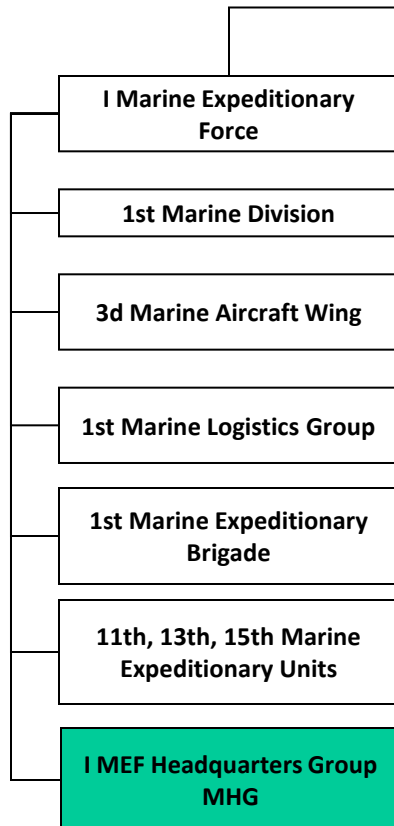 I Marine Expeditionary
Force
1st Marine Division
3d Marine Aircraft Wing
1st Marine Logistics Group
1st Marine Expeditionary
Brigade
11th, 13th, 15th Marine
Expeditionary Units
I MEF Headquarters Group
MHG